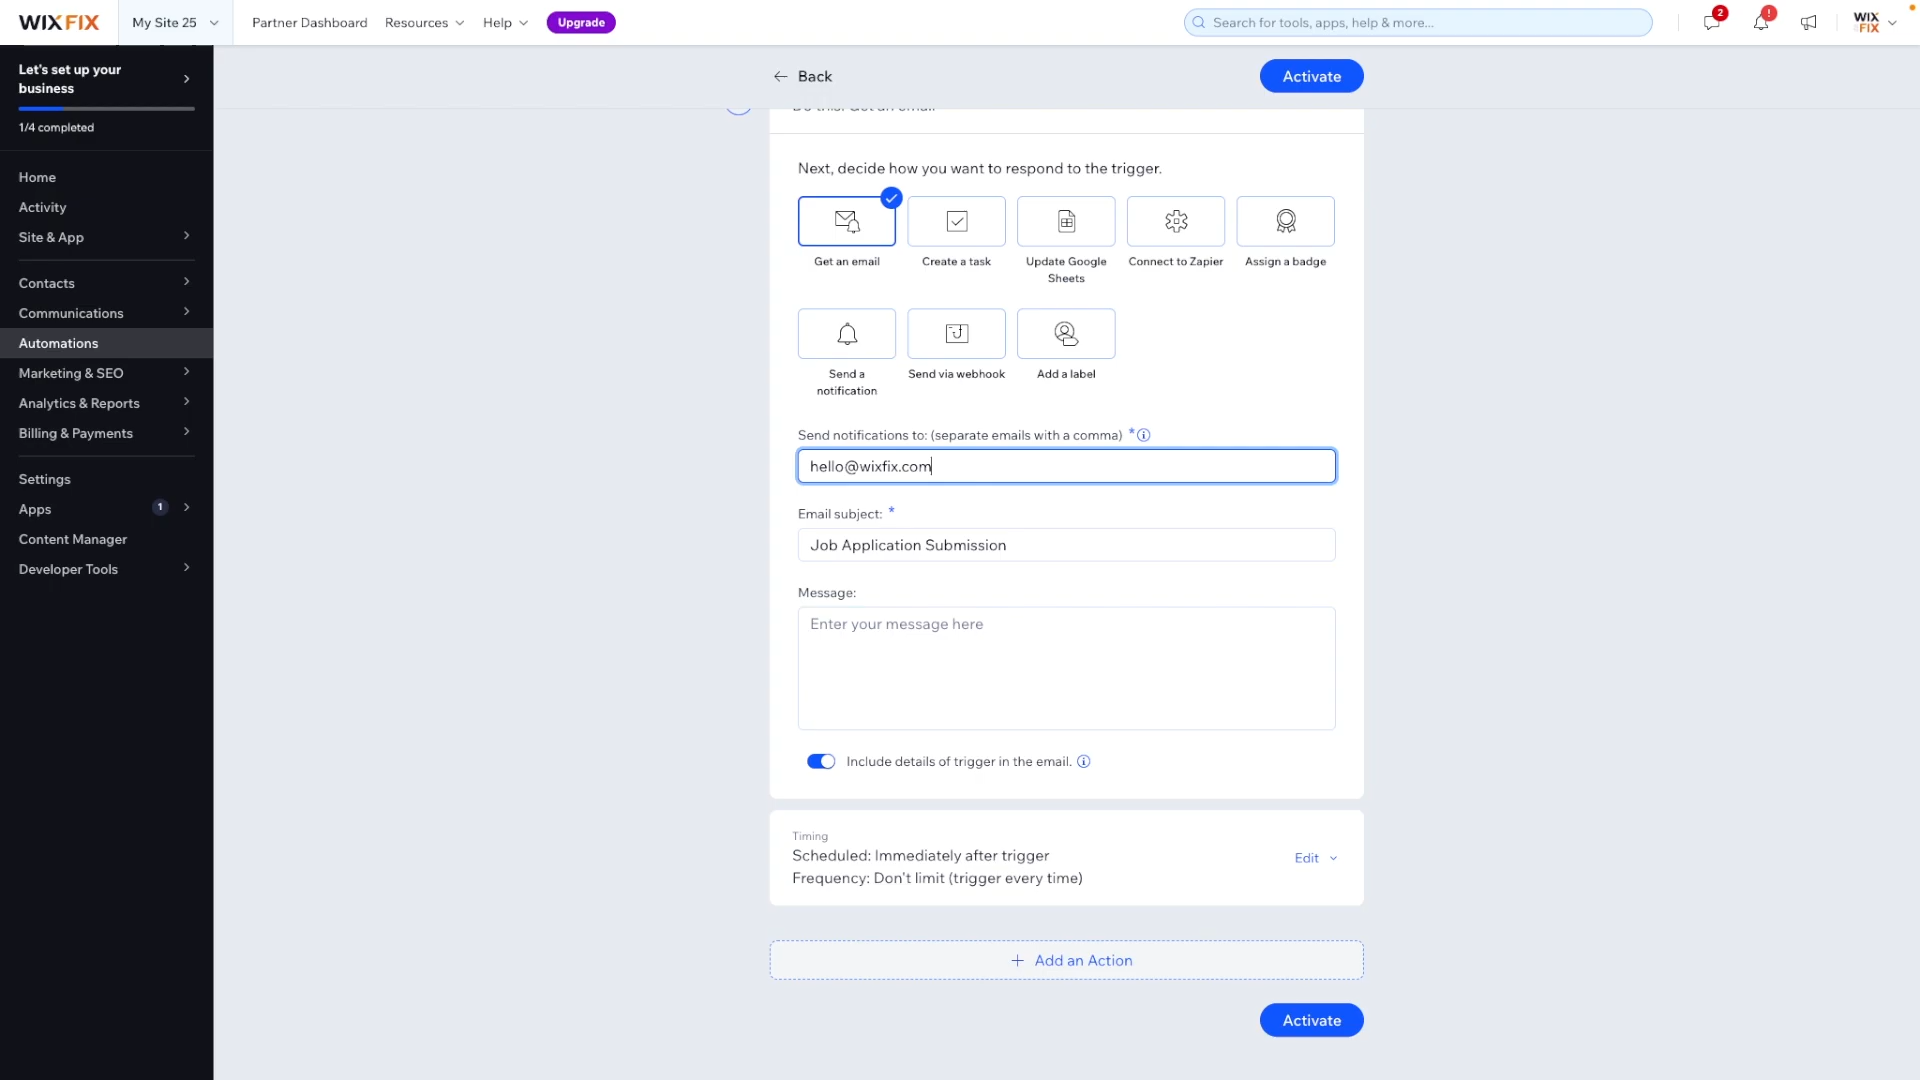 WIXFIX
My Site 25
Partner Dashboard
Resources
Help
Upgrade
Search for tools, apps, help & more...
2
!
WIX
FIX
Let's set up your
business
1/4 completed
Home
Activity
Site & App
Contacts
Communications
Automations
Marketing & SEO
Analytics & Reports
Billing & Payments
Settings
Apps
1
Content Manager
Developer Tools
Back
Activate
Do this: Get an email
Next, decide how you want to respond to the trigger.
Get an email
Create a task
Update Google
Sheets
Connect to Zapier
Assign a badge
Send a
notification
Send via webhook
Add a label
Send notifications to: (separate emails with a comma) *
hello@wixfix.com
Email subject: *
Job Application Submission
Message:
Enter your message here
Include details of trigger in the email.
Timing
Scheduled: Immediately after trigger
Frequency: Don't limit (trigger every time)
Edit
+ Add an Action
Activate